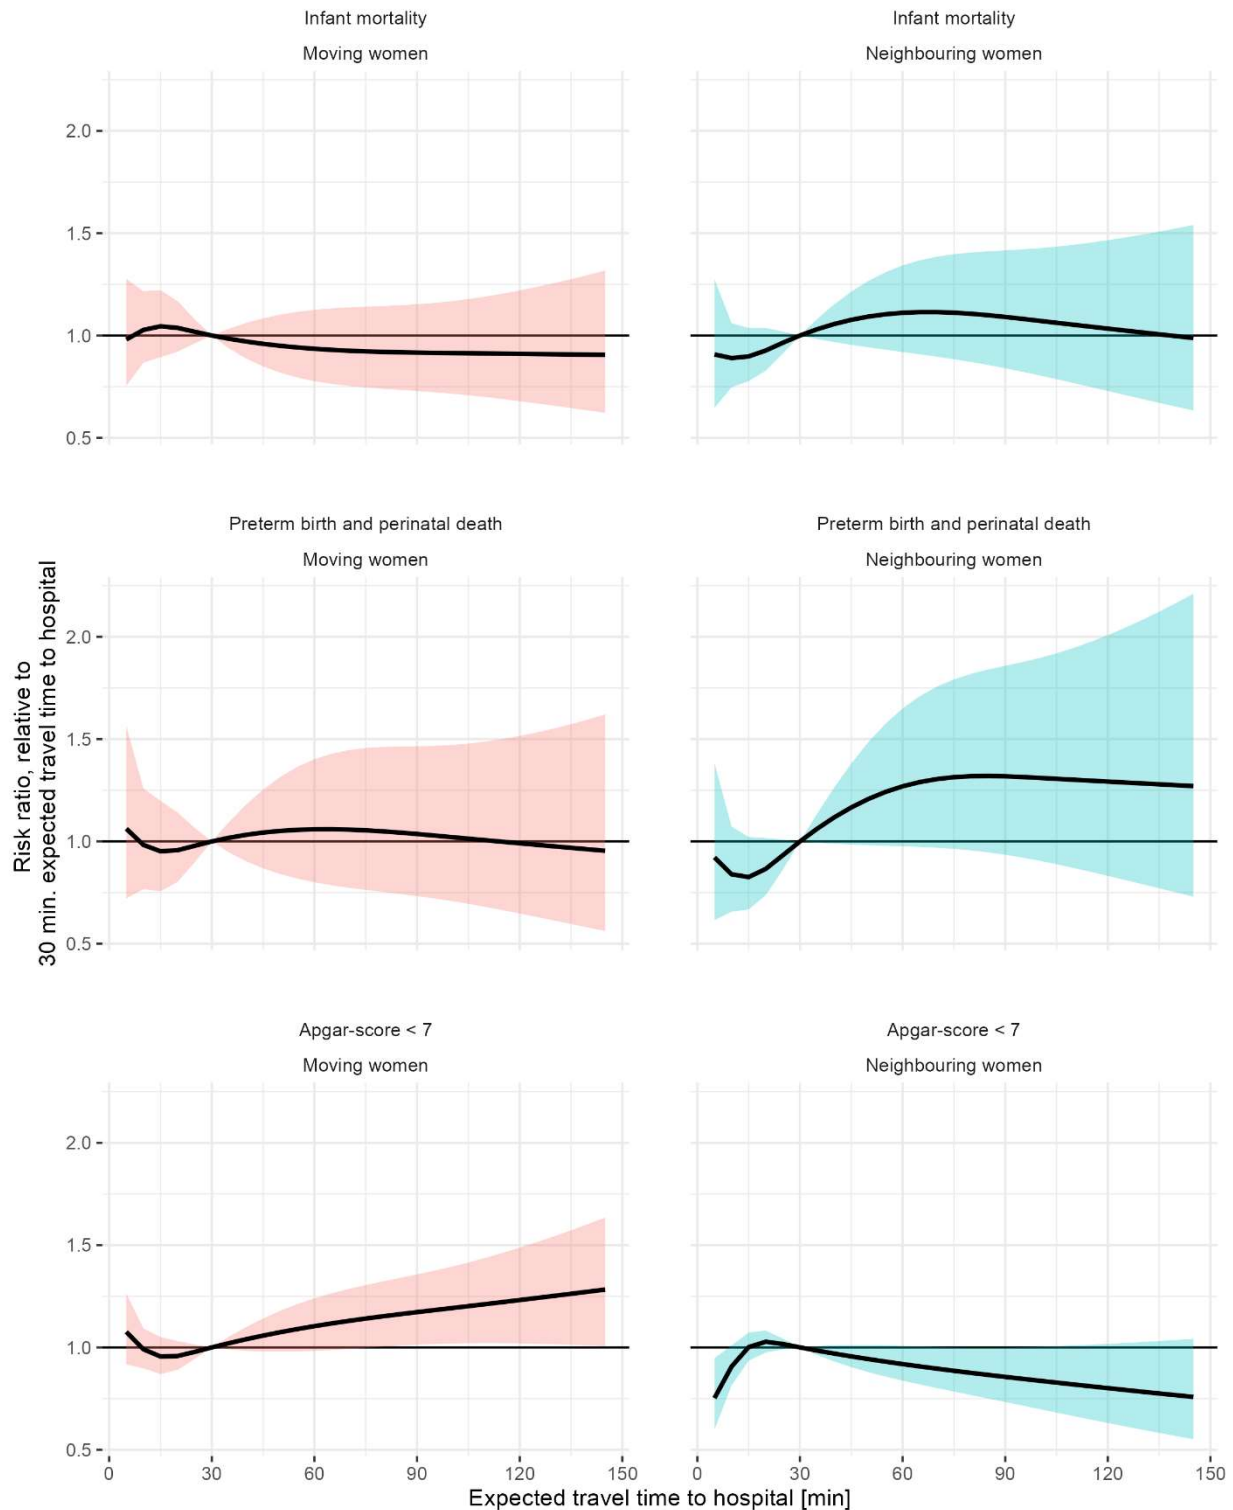 Infant mortality
Moving women
Infant mortality
Neighbouring women
2.0
1.5
1.0
0.5
Preterm birth and perinatal death
Moving women
Preterm birth and perinatal death
Neighbouring women
Risk ratio, relative to
30 min. expected travel time to hospital
2.0
1.5
1.0
0.5
Apgar-score < 7
Moving women
Apgar-score < 7
Neighbouring women
2.0
1.5
1.0
0.5
0 30 60 90 120 150
0 30 60 90 120 150
Expected travel time to hospital [min]